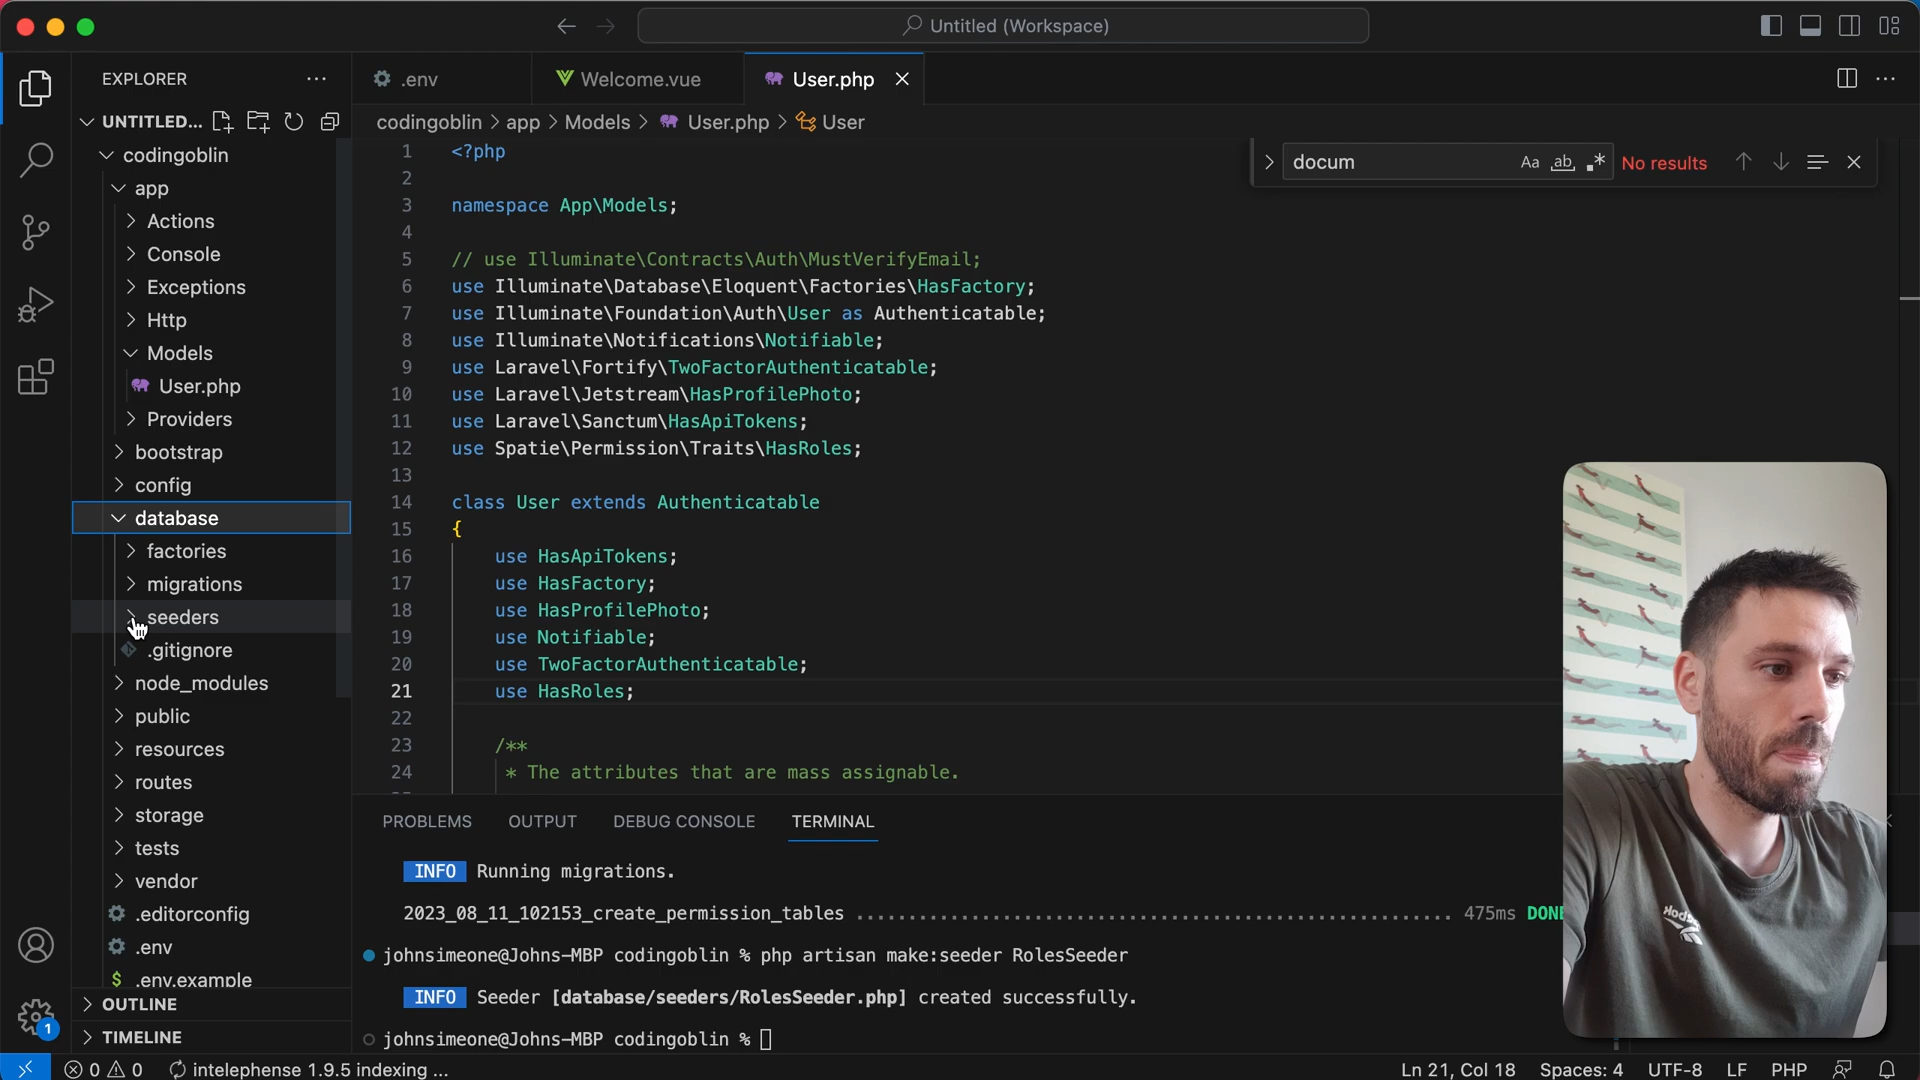 Untitled (Workspace)
EXPLORER
.env
Welcome.vue
User.php
UNTITLED...
codingoblin > app > Models > User.php > User
codingoblin
app
Actions
Console
Exceptions
Http
Models
User.php
Providers
bootstrap
config
database
factories
migrations
seeders
.gitignore
node_modules
public
resources
routes
storage
tests
vendor
.editorconfig
.env
.env.example
OUTLINE
TIMELINE
docum
Aa
ab
No results
1 <?php
2
3 namespace App\Models;
4
5 // use Illuminate\Contracts\Auth\MustVerifyEmail;
6 use Illuminate\Database\Eloquent\Factories\HasFactory;
7 use Illuminate\Foundation\Auth\User as Authenticatable;
8 use Illuminate\Notifications\Notifiable;
9 use Laravel\Fortify\TwoFactorAuthenticatable;
10 use Laravel\Jetstream\HasProfilePhoto;
11 use Laravel\Sanctum\HasApiTokens;
12 use Spatie\Permission\Traits\HasRoles;
13
14 class User extends Authenticatable
15 {
16 use HasApiTokens;
17 use HasFactory;
18 use HasProfilePhoto;
19 use Notifiable;
20 use TwoFactorAuthenticatable;
21 use HasRoles;
22
23 /**
24 * The attributes that are mass assignable.
PROBLEMS OUTPUT DEBUG CONSOLE TERMINAL
INFO Running migrations.
2023_08_11_102153_create_permission_tables ....................................................... 475ms DONE
johnsimeone@Johns-MBP codingoblin % php artisan make:seeder RolesSeeder
INFO Seeder [database/seeders/RolesSeeder.php] created successfully.
johnsimeone@Johns-MBP codingoblin %
1
0 0 intelephense 1.9.5 indexing ...
Ln 21, Col 18 Spaces: 4 UTF-8 LF PHP